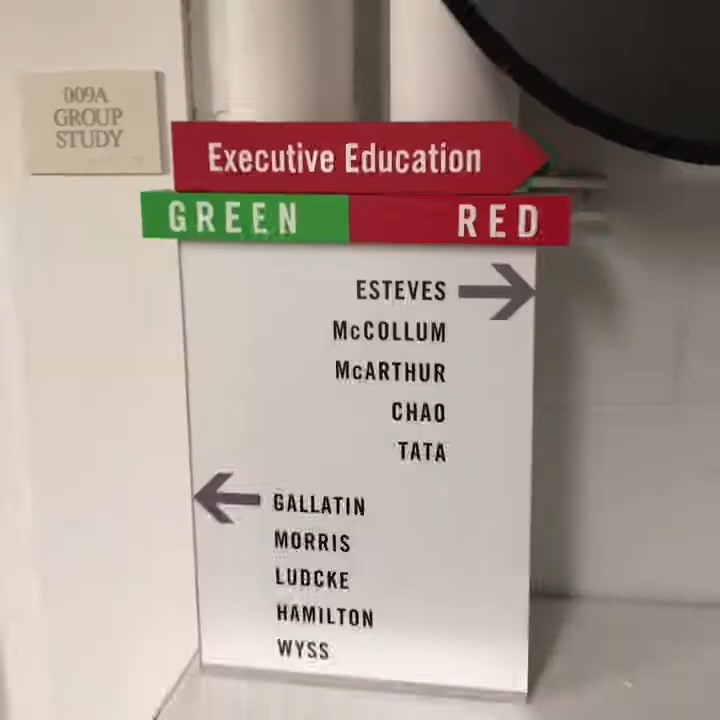 009A
GROUP
STUDY
Executive Education
GREEN RED
ESTEVES
McCOLLUM
McARTHUR
CHAO
TATA
GALLATIN
MORRIS
LUDCKE
HAMILTON
WYSS